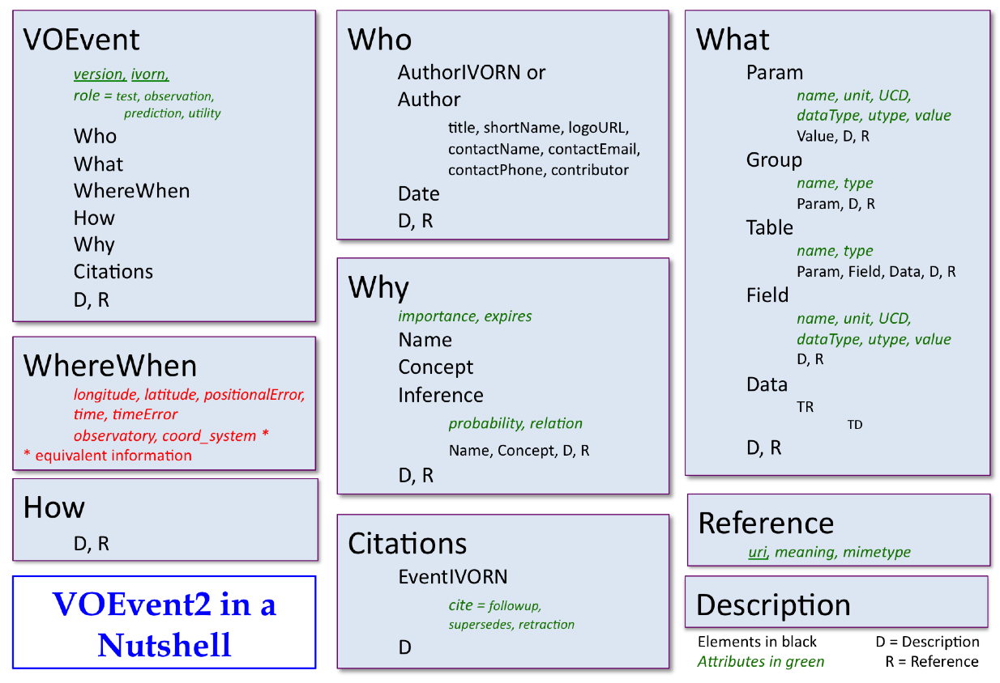 VOEvent
version, ivorn,
role = test, observation,
prediction, utility
Who
What
WhereWhen
How
Why
Citations
D, R
WhereWhen
longitude, latitude, positionalError,
time, timeError
observatory, coord_system *
* equivalent information
How
D, R
VOEvent2 in a
Nutshell
Who
AuthorIVORN or
Author
title, shortName, logoURL,
contactName, contactEmail,
contactPhone, contributor
Date
D, R
Why
importance, expires
Name
Concept
Inference
probability, relation
Name, Concept, D, R
D, R
Citations
EventIVORN
cite = followup,
supersedes, retraction
D
What
Param
name, unit, UCD,
dataType, utype, value
Value, D, R
Group
name, type
Param, D, R
Table
name, type
Param, Field, Data, D, R
Field
name, unit, UCD,
dataType, utype, value
D, R
Data
TR
TD
D, R
Reference
uri, meaning, mimetype
Description
Elements in black D = Description
Attributes in green R = Reference